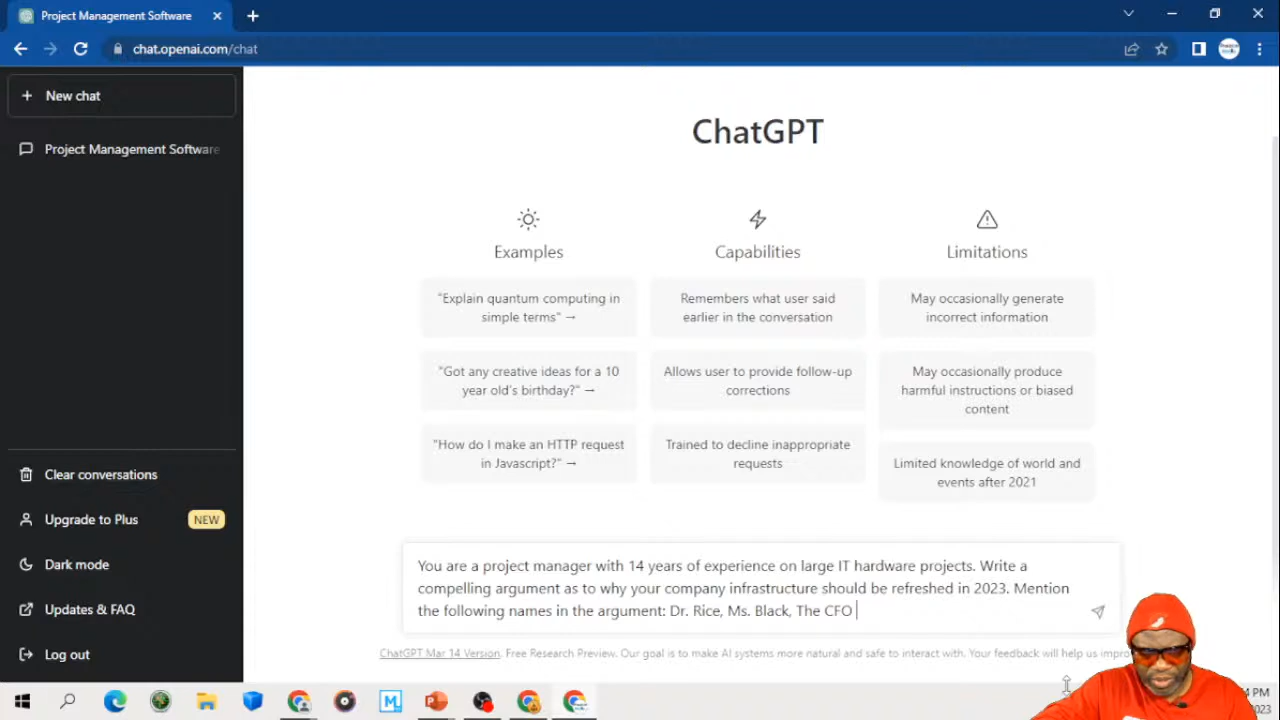 Project Management Software
chat.openai.com/chat
New chat
Project Management Software
Clear conversations
Upgrade to Plus
NEW
Dark mode
Updates & FAQ
Log out
ChatGPT
Examples
"Explain quantum computing in
simple terms" →
"Got any creative ideas for a 10
year old's birthday?" →
"How do I make an HTTP request
in Javascript?" →
Capabilities
Remembers what user said
earlier in the conversation
Allows user to provide follow-up
corrections
Trained to decline inappropriate
requests
Limitations
May occasionally generate
incorrect information
May occasionally produce
harmful instructions or biased
content
Limited knowledge of world and
events after 2021
You are a project manager with 14 years of experience on large IT hardware projects. Write a
compelling argument as to why your company infrastructure should be refreshed in 2023. Mention
the following names in the argument: Dr. Rice, Ms. Black, The CFO
ChatGPT Mar 14 Version. Free Research Preview. Our goal is to make AI systems more natural and safe to interact with. Your feedback will help us
M
PM
2023